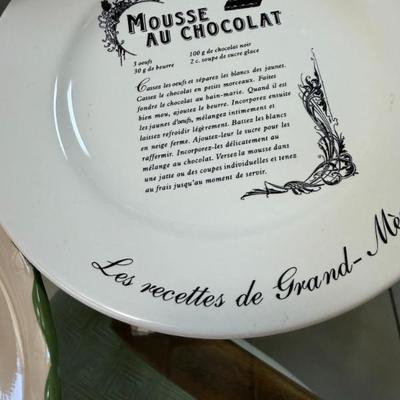 MOUSSE
AU CHOCOLAT
3 oeufs 100 g de chocolat noir
30 g de beurre 2 c. soupe de sucre glace
Cassez les oeufs et séparez les blancs des jaunes.
Cassez le chocolat en petits morceaux. Faites
fondre le chocolat au bain-marie. Quand il est
bien mou, ajoutez le beurre. Incorporez ensuite
les jaunes d'oeufs, mélangez intimement et
laissez refroidir légèrement. Battez les blancs
en neige ferme. Ajoutez-leur le sucre pour les
raffermir. Incorporez-les délicatement au
mélange au chocolat. Versez la mousse dans
une jatte ou des coupes individuelles et tenez
au frais jusqu'au moment de servir.
Les recettes de Grand-Mè